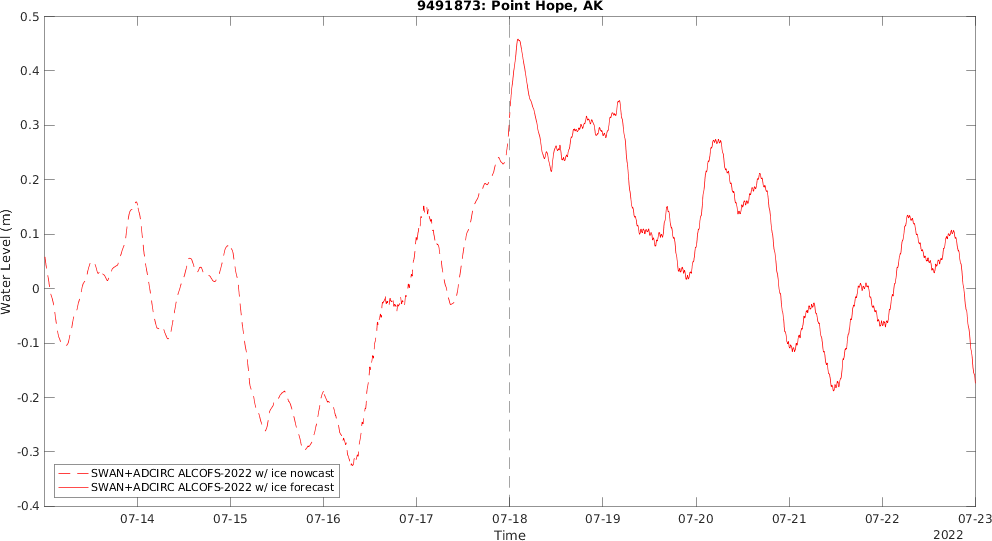 9491873: Point Hope, AK
0.5
0.4
0.3
0.2
0.1
0
-0.1
-0.2
-0.3
-0.4
Water Level (m)
SWAN+ADCIRC ALCOFS-2022 w/ ice nowcast
SWAN+ADCIRC ALCOFS-2022 w/ ice forecast
07-14 07-15 07-16 07-17 07-18 07-19 07-20 07-21 07-22 07-23
Time
2022